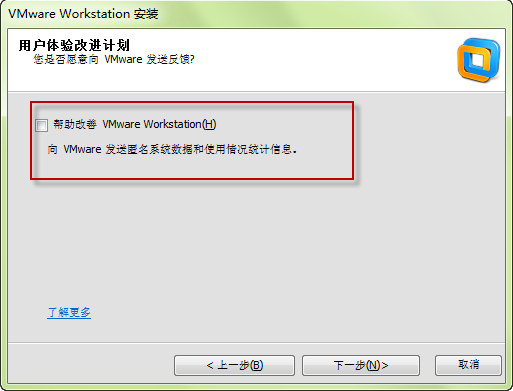 VMware Workstation 安装
用户体验改进计划
您是否愿意向 VMware 发送反馈?
帮助改善 VMware Workstation(H)
向 VMware 发送匿名系统数据和使用情况统计信息。
了解更多
< 上一步(B)
下一步(N)>
取消